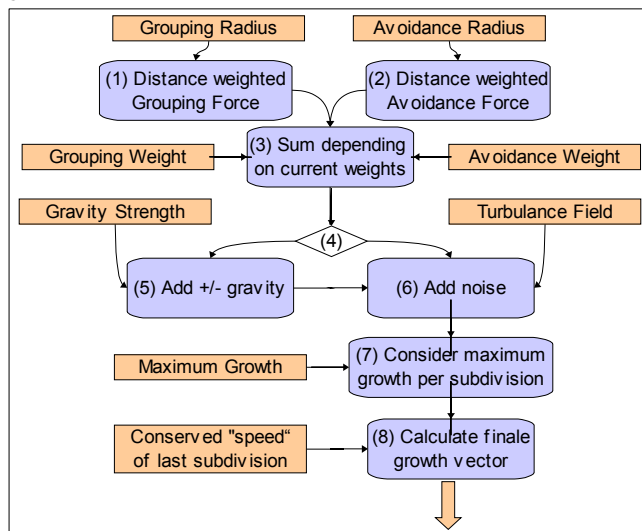 Grouping Radius
Avoidance Radius
(1) Distance weighted
Grouping Force
(2) Distance weighted
Avoidance Force
Grouping Weight
(3) Sum depending
on current weights
Avoidance Weight
Gravity Strength
Turbulance Field
(4)
(5) Add +/- gravity
(6) Add noise
Maximum Growth
(7) Consider maximum
growth per subdivision
Conserved "speed“
of last subdivision
(8) Calculate finale
growth vector